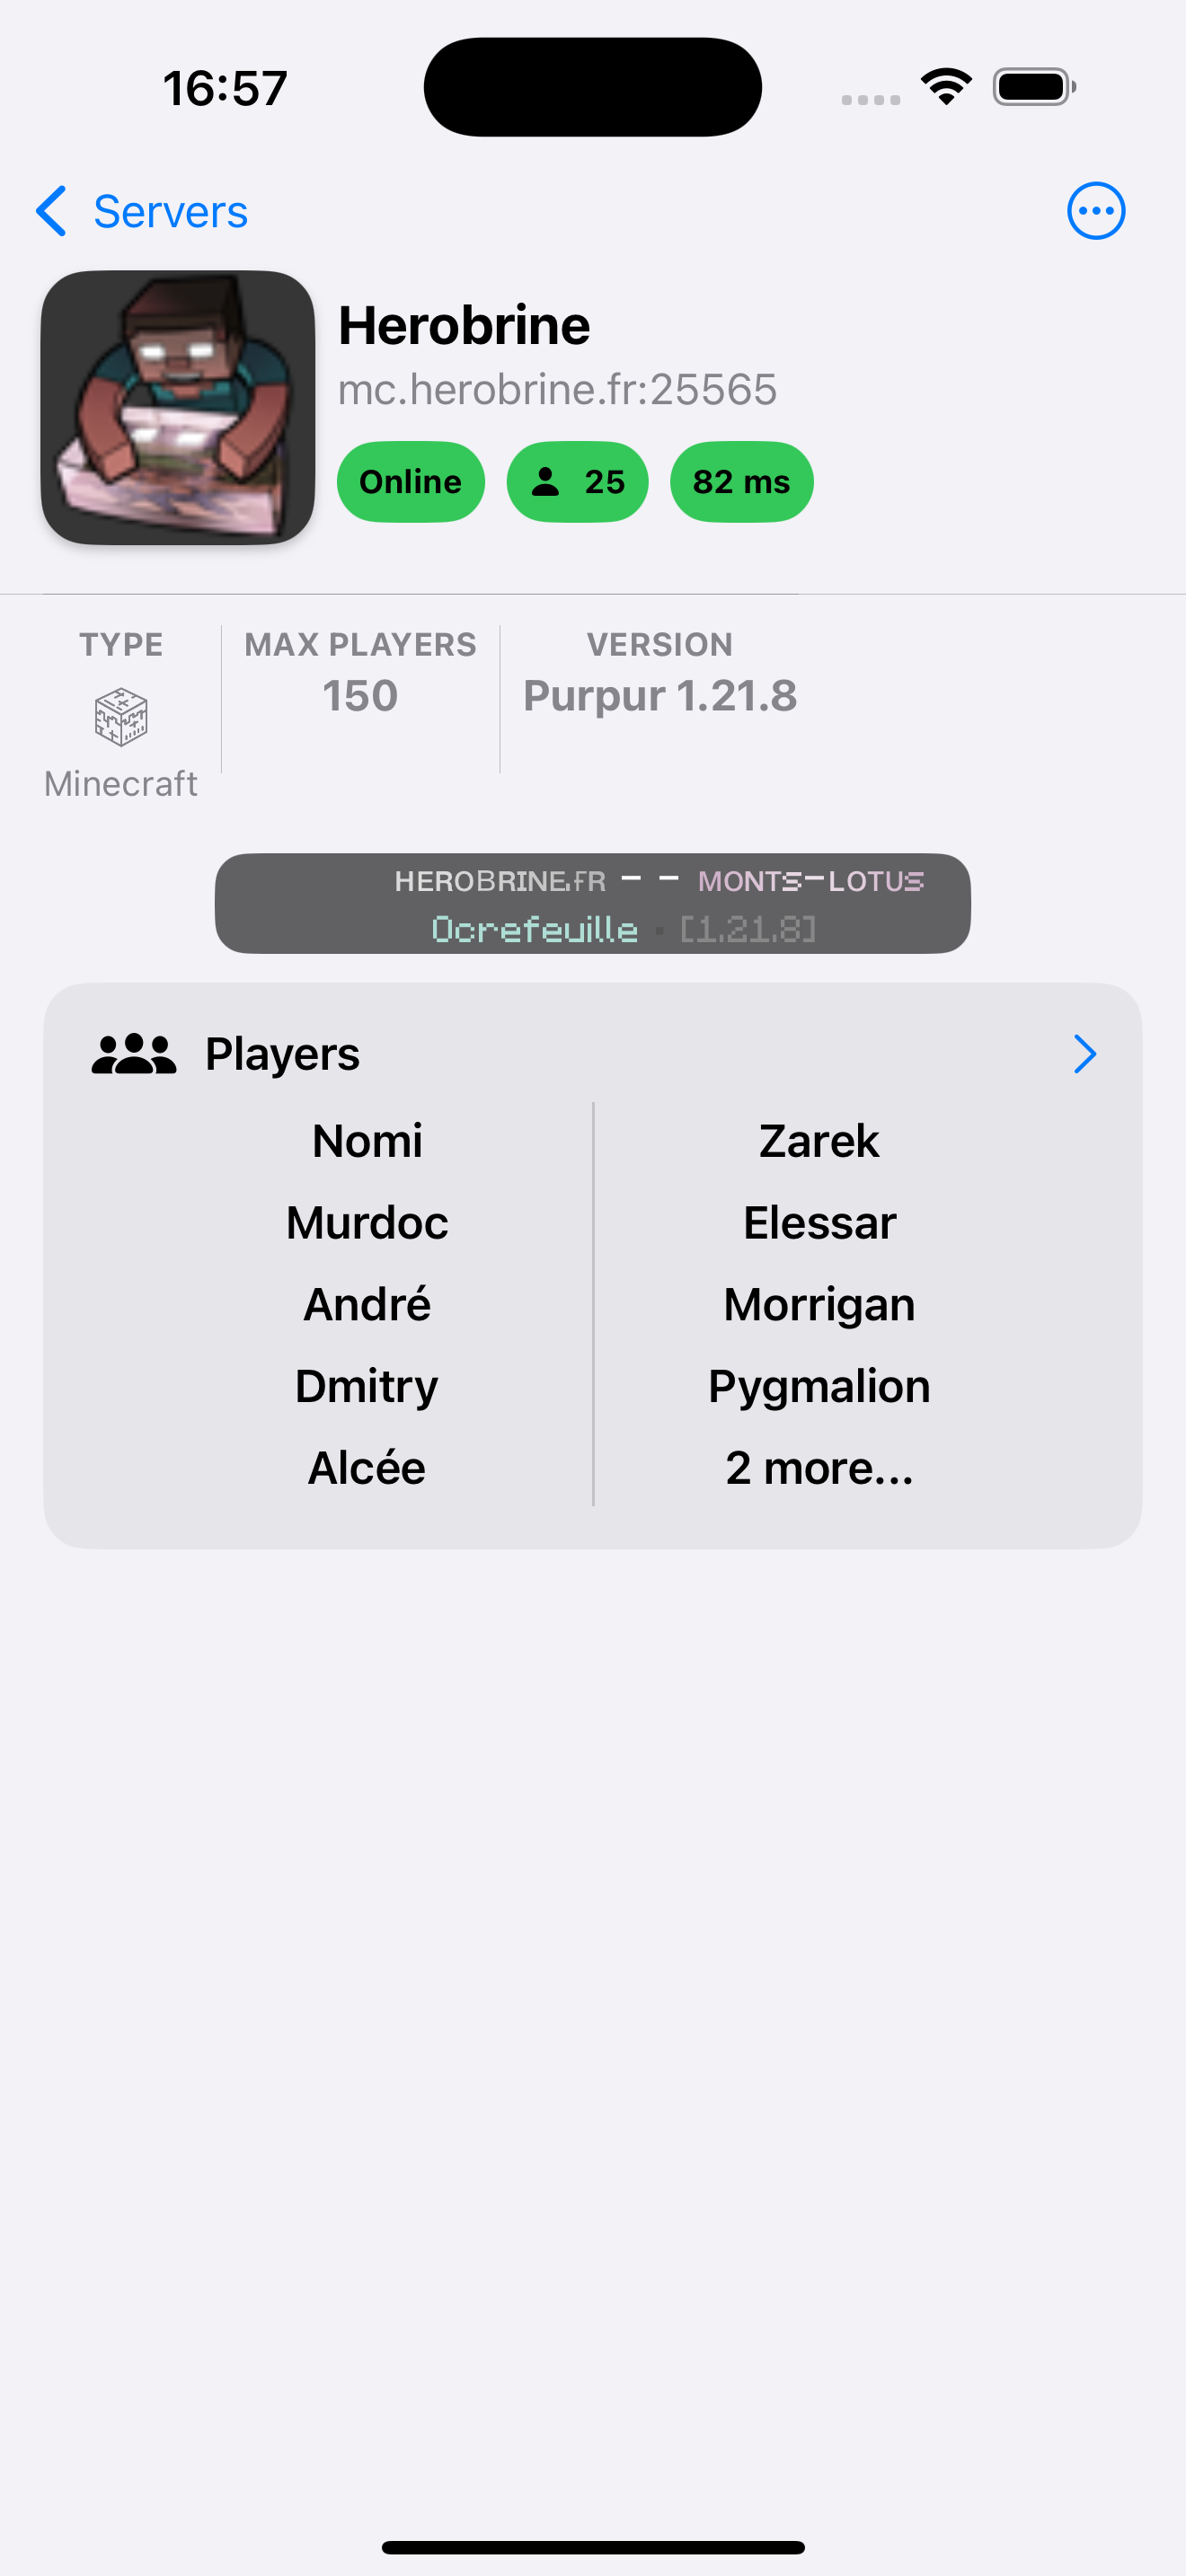 16:57
Servers
Herobrine
mc.herobrine.fr:25565
Online 25 82 ms
TYPE MAX PLAYERS VERSION
150 Purpur 1.21.8
Minecraft
HEROBRINE.FR – – MONTS–LOTUS
Ocrefeuille · [1.21.8]
Players
Nomi Zarek
Murdoc Elessar
André Morrigan
Dmitry Pygmalion
Alcée 2 more...